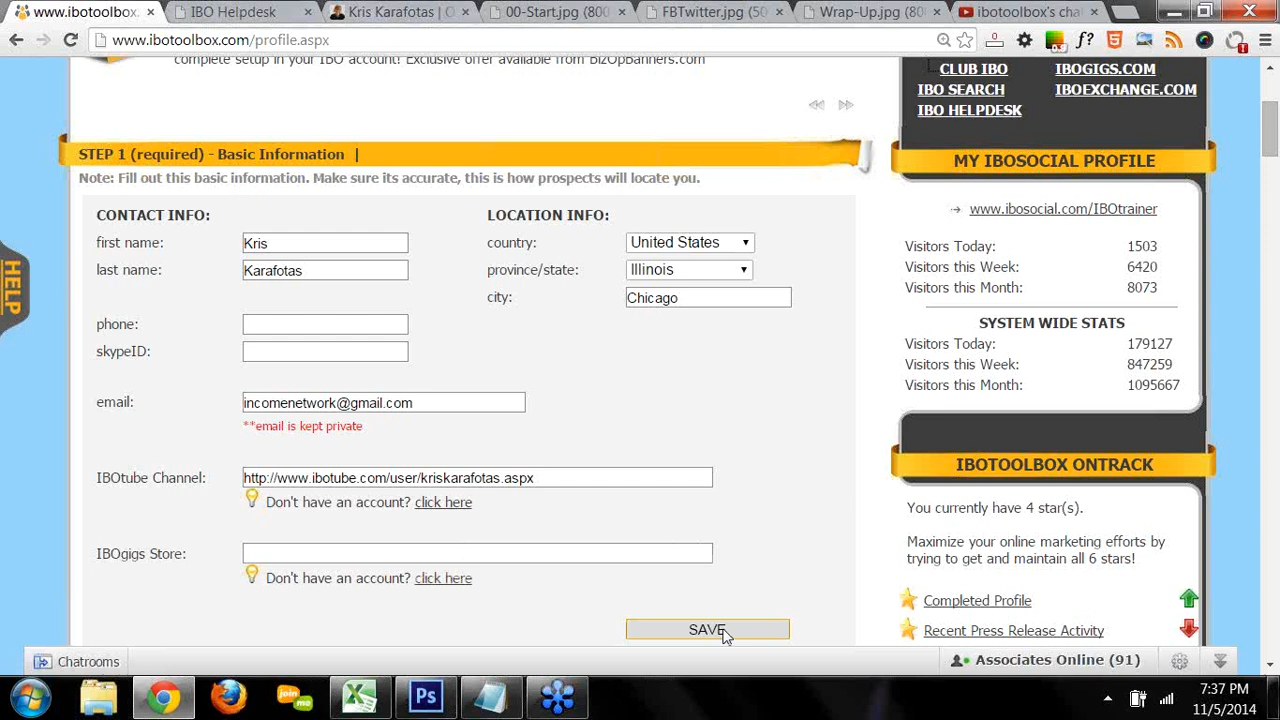 www.ibotoolbox.com/
IBO Helpdesk
Kris Karafotas | O
00-Start.jpg (800
FBTwitter.jpg (50
Wrap-Up.jpg (80
ibotoolbox's cha
www.ibotoolbox.com/profile.aspx
complete setup in your IBO account! Exclusive offer available from BizOpBanners.com
CLUB IBO
IBOGIGS.COM
IBO SEARCH
IBOEXCHANGE.COM
IBO HELPDESK
STEP 1 (required) - Basic Information |
Note: Fill out this basic information. Make sure its accurate, this is how prospects will locate you.
CONTACT INFO:
first name: Kris
last name: Karafotas
phone:
skypeID:
email: incomenetwork@gmail.com
**email is kept private
LOCATION INFO:
country: United States
province/state: Illinois
city: Chicago
IBOtube Channel: http://www.ibotube.com/user/kriskarafotas.aspx
Don't have an account? click here
IBOgigs Store:
Don't have an account? click here
SAVE
HELP
MY IBOSOCIAL PROFILE
www.ibosocial.com/IBOtrainer
Visitors Today: 1503
Visitors this Week: 6420
Visitors this Month: 8073
SYSTEM WIDE STATS
Visitors Today: 179127
Visitors this Week: 847259
Visitors this Month: 1095667
IBOTOOLBOX ONTRACK
You currently have 4 star(s).
Maximize your online marketing efforts by
trying to get and maintain all 6 stars!
Completed Profile
Recent Press Release Activity
Chatrooms
Associates Online (91)
join
me
Ps
7:37 PM
11/5/2014